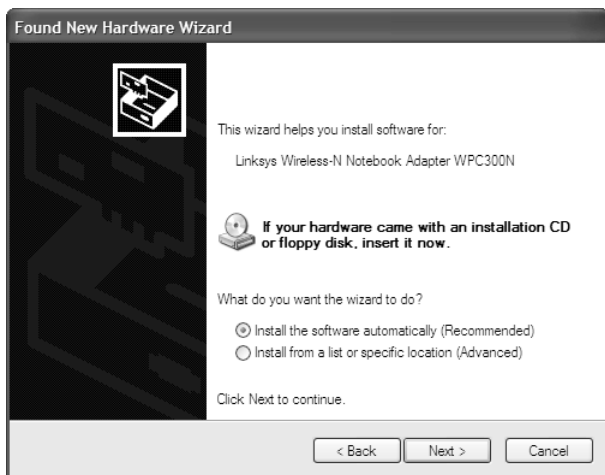 Found New Hardware Wizard
This wizard helps you install software for:
Linksys Wireless-N Notebook Adapter WPC300N
If your hardware came with an installation CD
or floppy disk, insert it now.
What do you want the wizard to do?
Install the software automatically (Recommended)
Install from a list or specific location (Advanced)
Click Next to continue.
< Back Next > Cancel